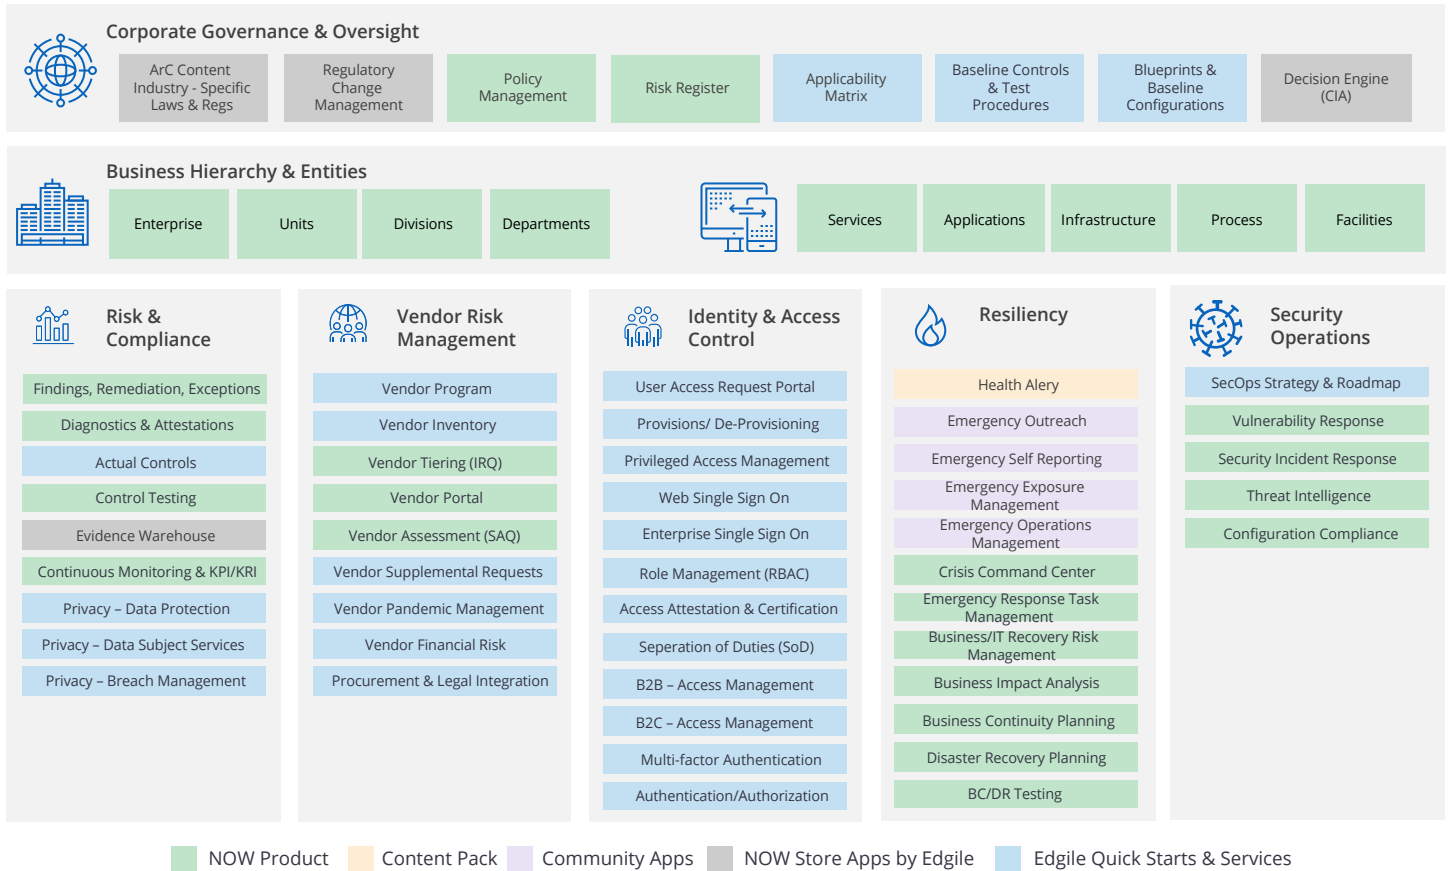 Corporate Governance & Oversight
ArC Content
Industry - Specific
Laws & Regs
Regulatory
Change
Management
Policy
Management
Risk Register
Applicability
Matrix
Baseline Controls
& Test
Procedures
Blueprints &
Baseline
Configurations
Decision Engine
(CIA)
Business Hierarchy & Entities
Enterprise
Units
Divisions
Departments
Services
Applications
Infrastructure
Process
Facilities
Risk &
Compliance
Findings, Remediation, Exceptions
Diagnostics & Attestations
Actual Controls
Control Testing
Evidence Warehouse
Continuous Monitoring & KPI/KRI
Privacy – Data Protection
Privacy – Data Subject Services
Privacy – Breach Management
Vendor Risk
Management
Vendor Program
Vendor Inventory
Vendor Tiering (IRQ)
Vendor Portal
Vendor Assessment (SAQ)
Vendor Supplemental Requests
Vendor Pandemic Management
Vendor Financial Risk
Procurement & Legal Integration
Identity & Access
Control
User Access Request Portal
Provisions/ De-Provisioning
Privileged Access Management
Web Single Sign On
Enterprise Single Sign On
Role Management (RBAC)
Access Attestation & Certification
Seperation of Duties (SoD)
B2B – Access Management
B2C – Access Management
Multi-factor Authentication
Authentication/Authorization
Resiliency
Health Alery
Emergency Outreach
Emergency Self Reporting
Emergency Exposure
Management
Emergency Operations
Management
Crisis Command Center
Emergency Response Task
Management
Business/IT Recovery Risk
Management
Business Impact Analysis
Business Continuity Planning
Disaster Recovery Planning
BC/DR Testing
Security
Operations
SecOps Strategy & Roadmap
Vulnerability Response
Security Incident Response
Threat Intelligence
Configuration Compliance
NOW Product
Content Pack
Community Apps
NOW Store Apps by Edgile
Edgile Quick Starts & Services